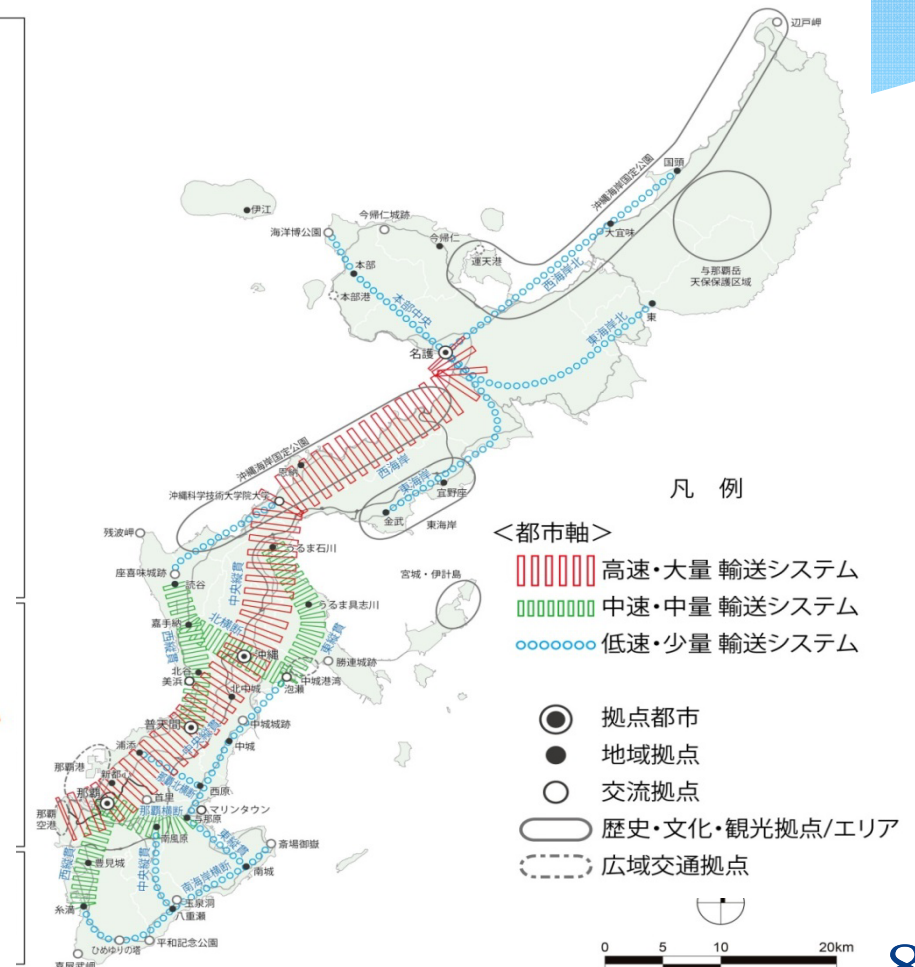 辺戸岬
国頭
沖縄海岸国定公園
伊江
今帰仁城跡
海洋博公園
今帰仁
運天港
大宜味
西海岸北
与那覇岳
天保保護区域
本部
本部港
本部中央
東
東海岸北
名護
沖縄海岸国定公園
恩納
西海岸
東海岸
宜野座
沖縄科学技術大学院大学
金武
東海岸
残波岬
うるま石川
座喜味城跡
読谷
中央縦貫
宮城・伊計島
うるま具志川
嘉手納
北横断
西縦貫
東縦貫
沖縄
勝連城跡
北谷
美浜
中城港湾
泡瀬
北中城
普天間
中城城跡
中央縦貫
浦添
中城
那覇港
新都心
那覇北横断
西原
那覇
首里
マリンタウン
那覇空港
那覇横断
与那原
南風原
東縦貫
斎場御嶽
西縦貫
豊見城
中央縦貫
南海岸横断
南城
糸満
玉泉洞
八重瀬
ひめゆりの塔
平和記念公園
喜屋武岬
凡 例
<都市軸>
高速・大量 輸送システム
中速・中量 輸送システム
低速・少量 輸送システム
拠点都市
地域拠点
交流拠点
歴史・文化・観光拠点/エリア
広域交通拠点
0 5 10 20km
8